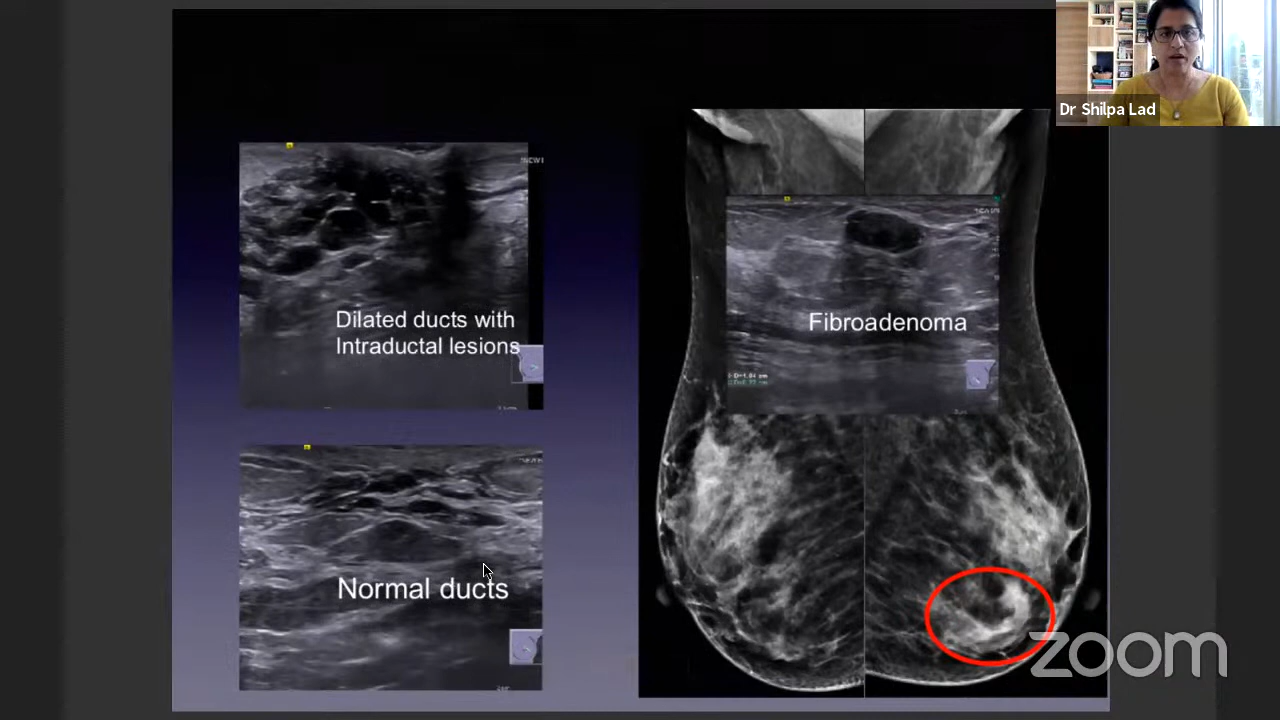 Dr Shilpa Lad
Dilated ducts with
Intraductal lesions
Fibroadenoma
Normal ducts
zoom